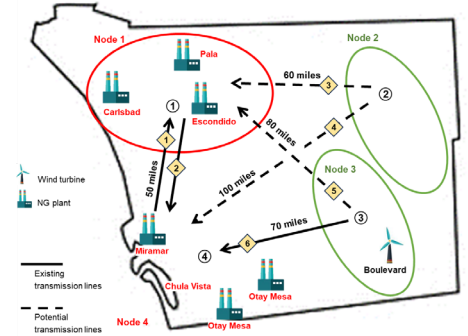 Node 1
Pala
Node 2
60 miles
3
2
Carlsbad
1
Escondido
4
80 miles
1
50 miles
2
100 miles
Node 3
5
Wind turbine
NG plant
70 miles
3
Miramar
4
6
Boulevard
Existing
transmission lines
Chula Vista
Otay Mesa
Potential
transmission lines
Node 4
Otay Mesa